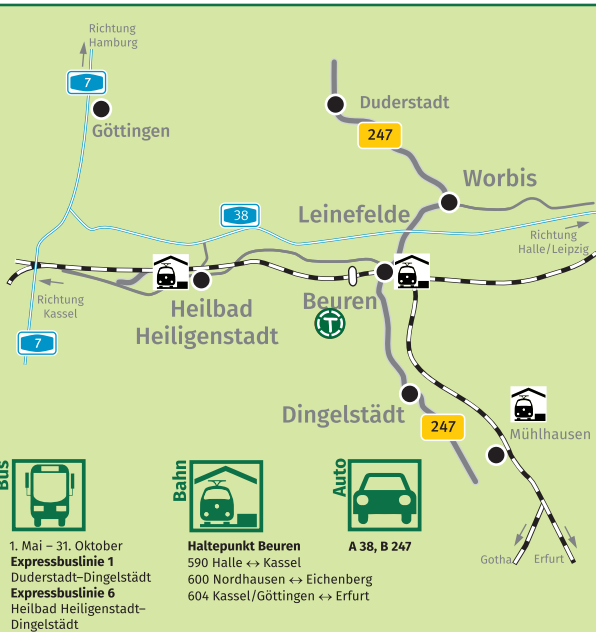 Richtung
Hamburg
7
Göttingen
Duderstadt
247
Worbis
38
Leinefelde
Richtung
Halle/Leipzig
Richtung
Kassel
Heilbad
Heiligenstadt
Beuren
T
7
Dingelstädt
247
Mühlhausen
Gotha
Erfurt
Bus
1. Mai – 31. Oktober
Expressbuslinie 1
Duderstadt–Dingelstädt
Expressbuslinie 6
Heilbad Heiligenstadt–
Dingelstädt
Bahn
Haltepunkt Beuren
590 Halle ↔ Kassel
600 Nordhausen ↔ Eichenberg
604 Kassel/Göttingen ↔ Erfurt
Auto
A 38, B 247